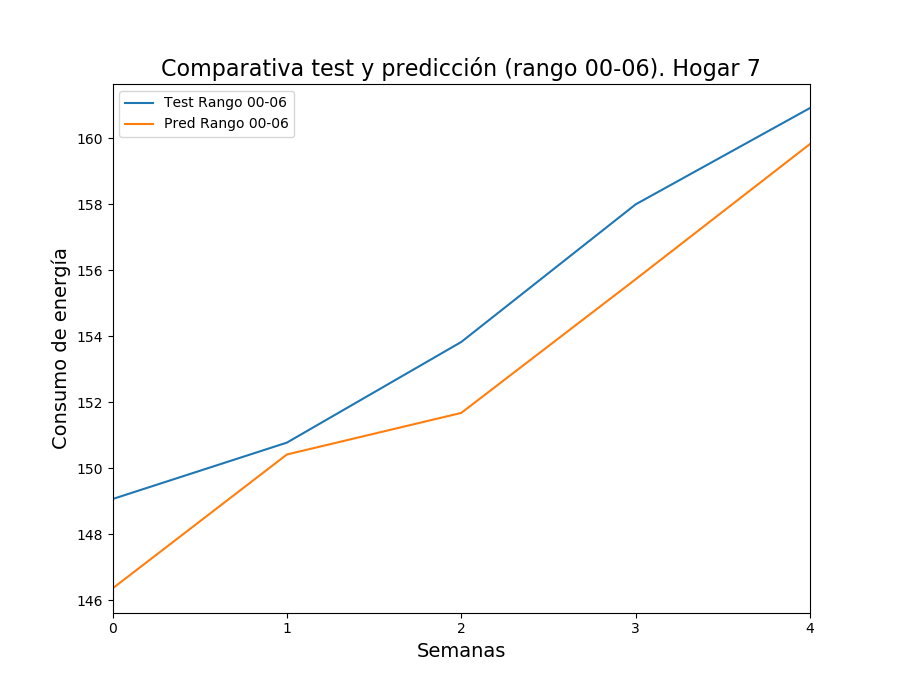 Comparativa test y predicción (rango 00-06). Hogar 7
Test Rango 00-06
Pred Rango 00-06
Consumo de energía
160
158
156
154
152
150
148
146
0 1 2 3 4
Semanas